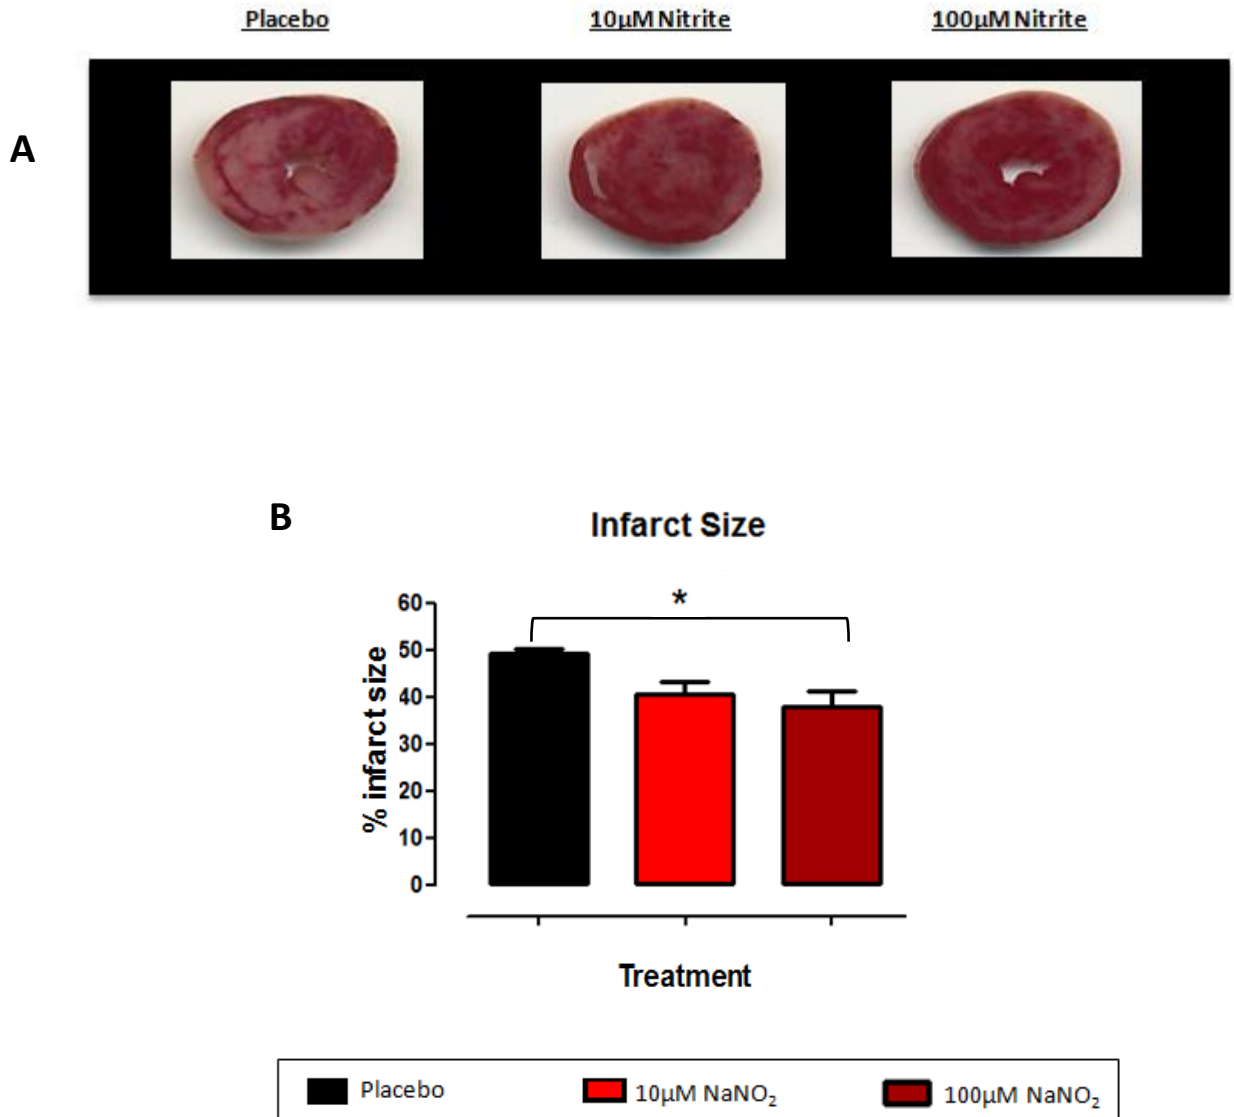 Placebo 10µM Nitrite 100µM Nitrite
A
B
Infarct Size
*
60
50
40
30
20
10
0
% infarct size
Treatment
Placebo 10µM NaNO₂ 100µM NaNO₂